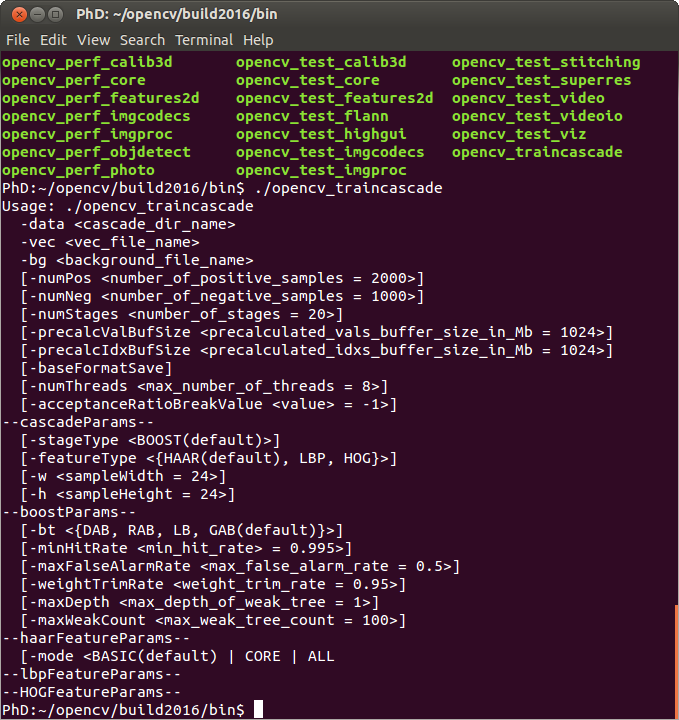 PhD: ~/opencv/build2016/bin
File Edit View Search Terminal Help
opencv_perf_calib3d opencv_test_calib3d opencv_test_stitching
opencv_perf_core opencv_test_core opencv_test_superres
opencv_perf_features2d opencv_test_features2d opencv_test_video
opencv_perf_imgcodecs opencv_test_flann opencv_test_videoio
opencv_perf_imgproc opencv_test_highgui opencv_test_viz
opencv_perf_objdetect opencv_test_imgcodecs opencv_traincascade
opencv_perf_photo opencv_test_imgproc
PhD:~/opencv/build2016/bin$ ./opencv_traincascade
Usage: ./opencv_traincascade
  -data <cascade_dir_name>
  -vec <vec_file_name>
  -bg <background_file_name>
  [-numPos <number_of_positive_samples = 2000>]
  [-numNeg <number_of_negative_samples = 1000>]
  [-numStages <number_of_stages = 20>]
  [-precalcValBufSize <precalculated_vals_buffer_size_in_Mb = 1024>]
  [-precalcIdxBufSize <precalculated_idxs_buffer_size_in_Mb = 1024>]
  [-baseFormatSave]
  [-numThreads <max_number_of_threads = 8>]
  [-acceptanceRatioBreakValue <value> = -1>]
--cascadeParams--
  [-stageType <BOOST(default)>]
  [-featureType <{HAAR(default), LBP, HOG}>]
  [-w <sampleWidth = 24>]
  [-h <sampleHeight = 24>]
--boostParams--
  [-bt <{DAB, RAB, LB, GAB(default)}>]
  [-minHitRate <min_hit_rate> = 0.995>]
  [-maxFalseAlarmRate <max_false_alarm_rate = 0.5>]
  [-weightTrimRate <weight_trim_rate = 0.95>]
  [-maxDepth <max_depth_of_weak_tree = 1>]
  [-maxWeakCount <max_weak_tree_count = 100>]
--haarFeatureParams--
  [-mode <BASIC(default) | CORE | ALL
--lbpFeatureParams--
--HOGFeatureParams--
PhD:~/opencv/build2016/bin$